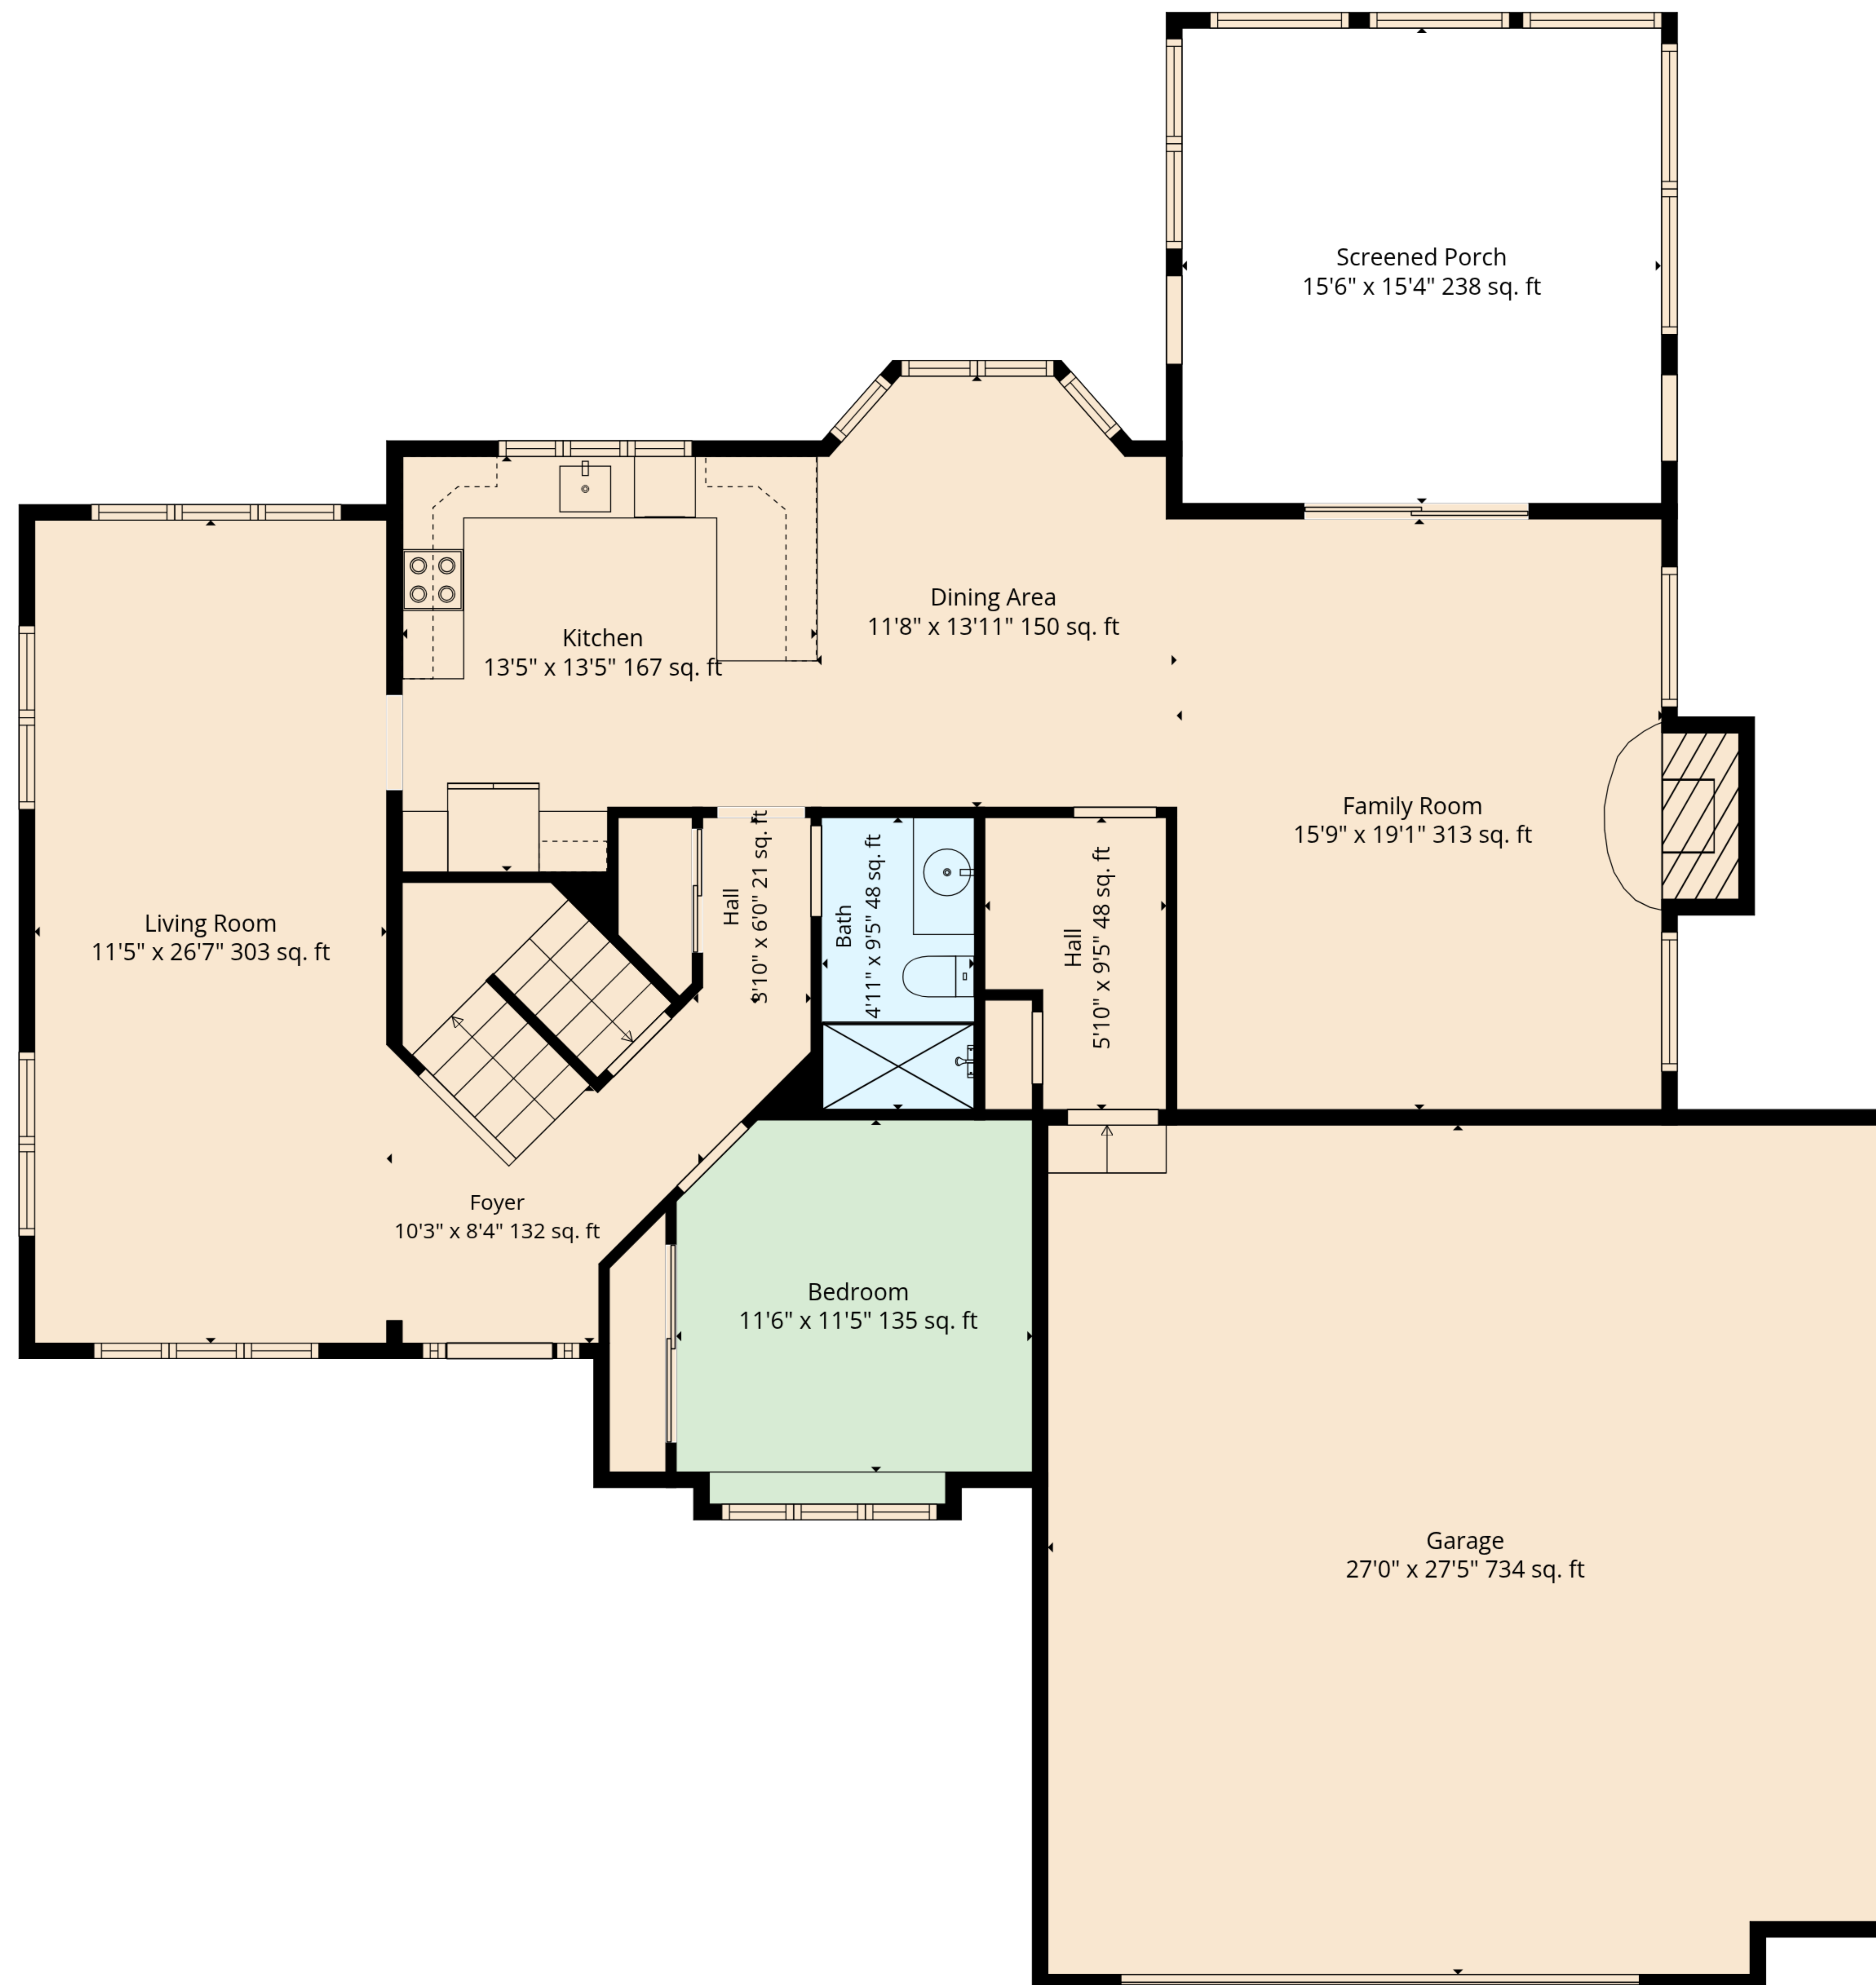 Screened Porch
15'6" x 15'4" 238 sq. ft
Dining Area
11'8" x 13'11" 150 sq. ft
Kitchen
13'5" x 13'5" 167 sq. ft
Family Room
15'9" x 19'1" 313 sq. ft
Living Room
11'5" x 26'7" 303 sq. ft
Hall
3'10" x 6'0" 21 sq. ft
Bath
4'11" x 9'5" 48 sq. ft
Hall
5'10" x 9'5" 48 sq. ft
Foyer
10'3" x 8'4" 132 sq. ft
Bedroom
11'6" x 11'5" 135 sq. ft
Garage
27'0" x 27'5" 734 sq. ft